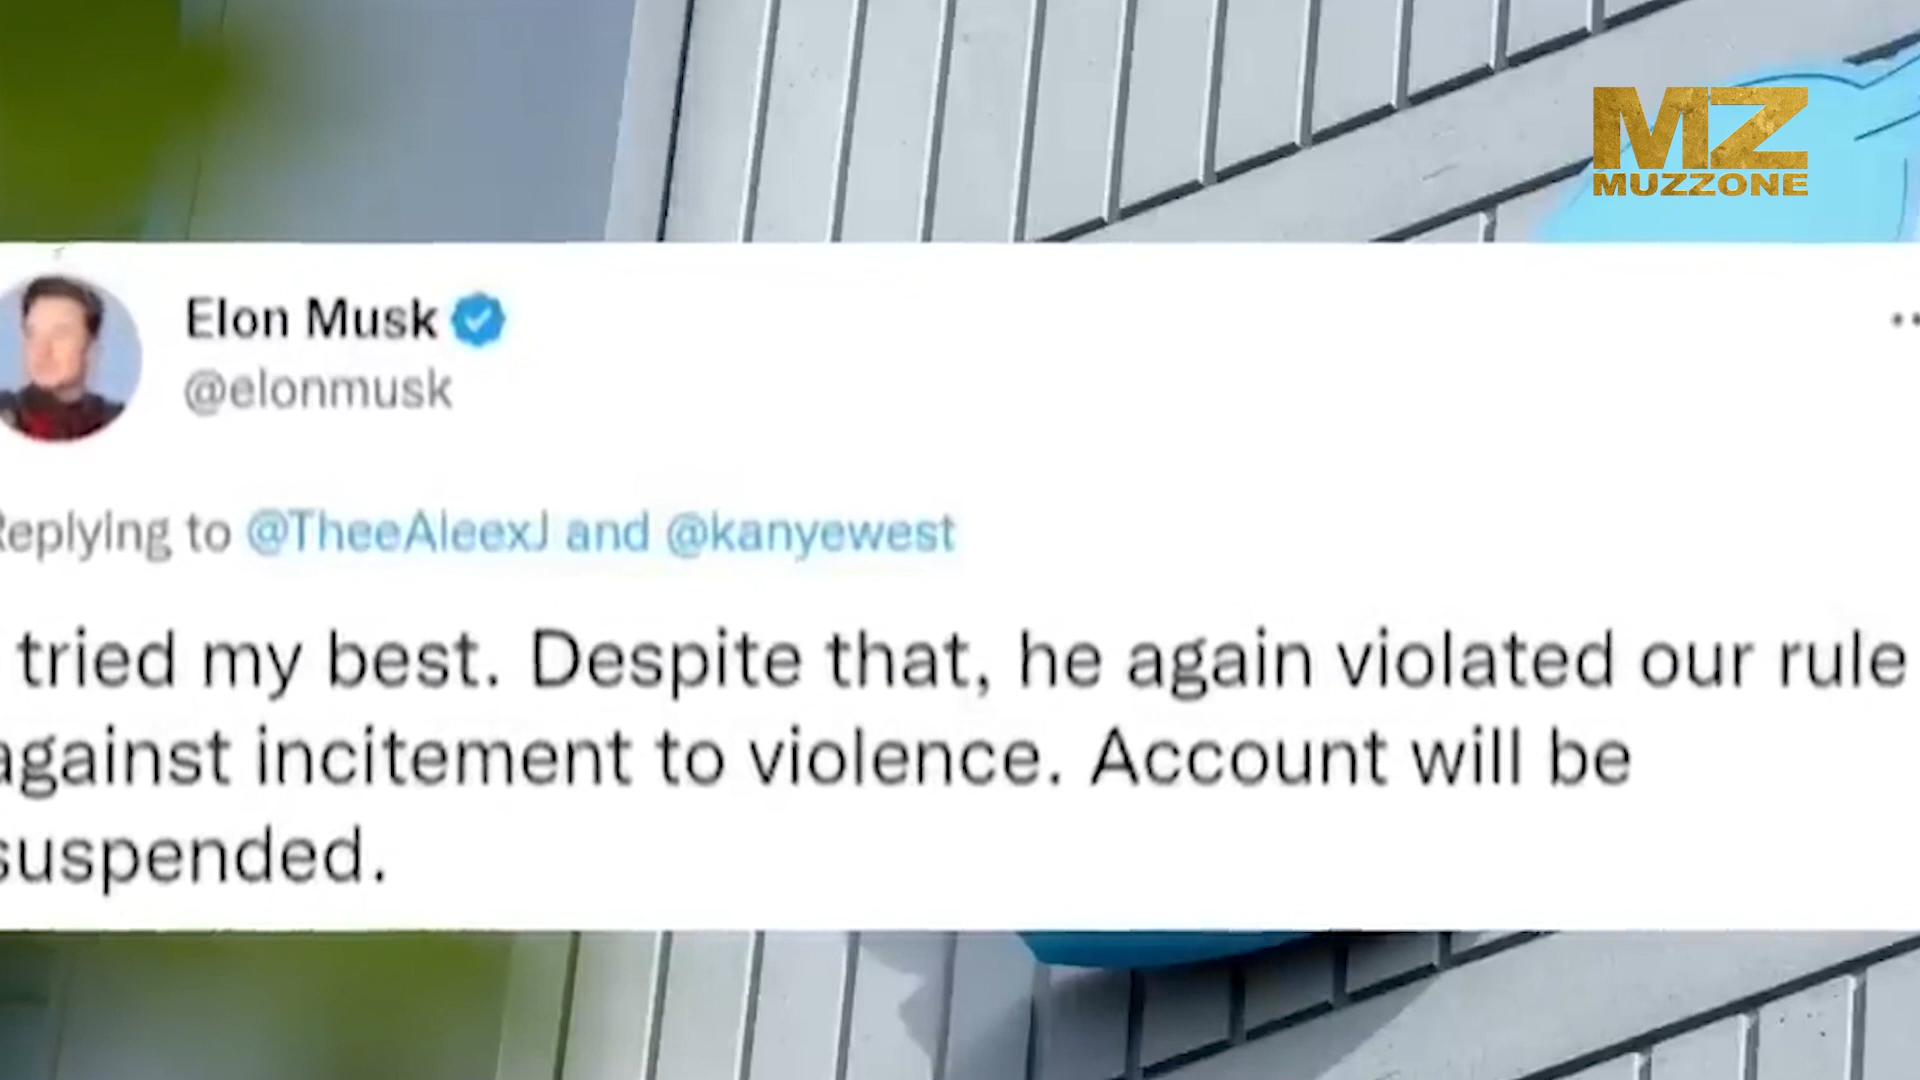 MZ
MUZZONE
Elon Musk
@elonmusk
Replying to @TheeAleexJ and @kanyewest
tried my best. Despite that, he again violated our rule
against incitement to violence. Account will be
suspended.